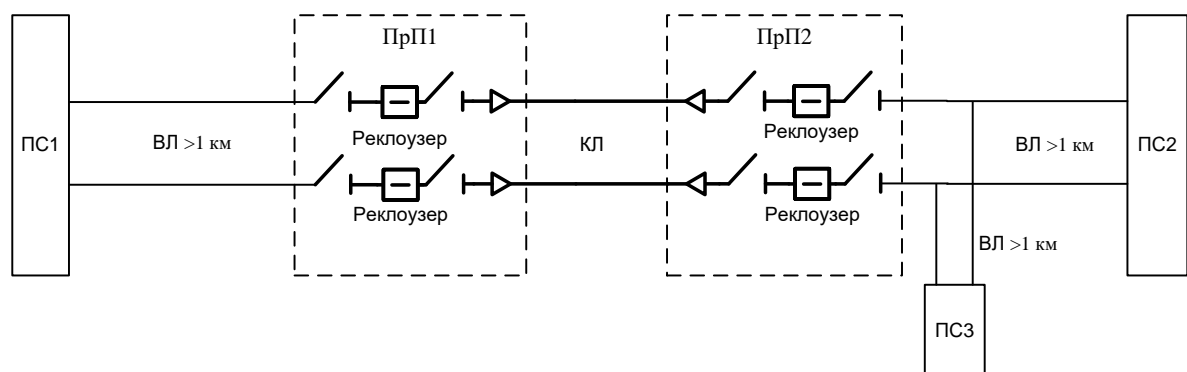 ПрП1
ПрП2
Реклоузер
Реклоузер
ПС1
ВЛ >1 км
КЛ
ВЛ >1 км
ПС2
Реклоузер
Реклоузер
ВЛ >1 км
ПС3